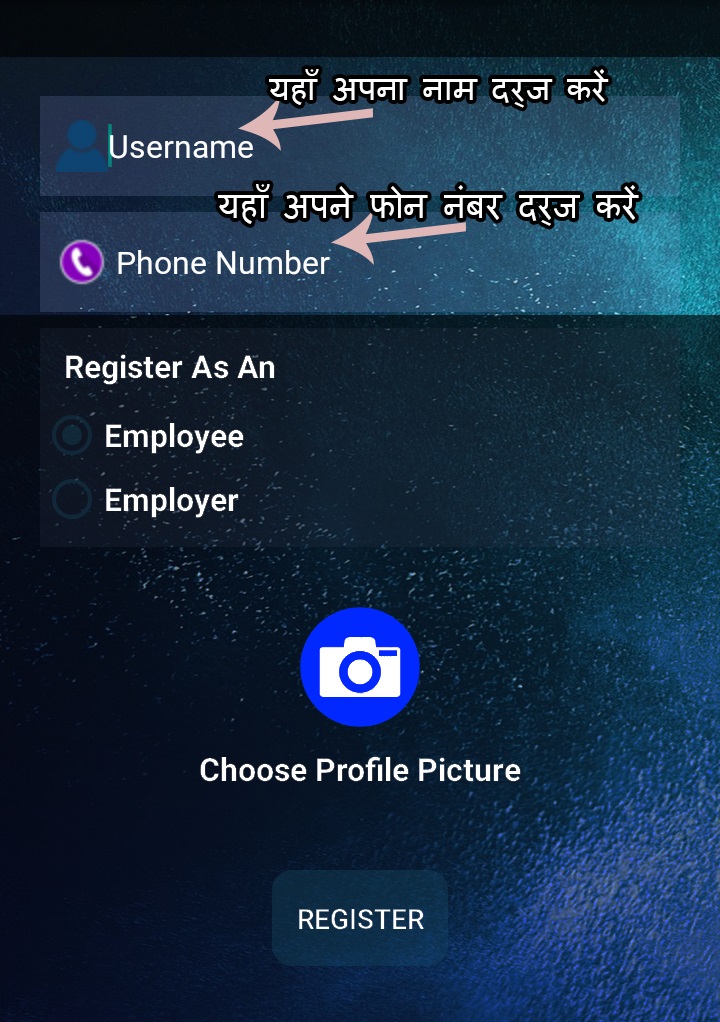 यहाँ अपना नाम दर्ज करें
Username
यहाँ अपने फोन नंबर दर्ज करें
Phone Number
Register As An
Employee
Employer
Choose Profile Picture
REGISTER